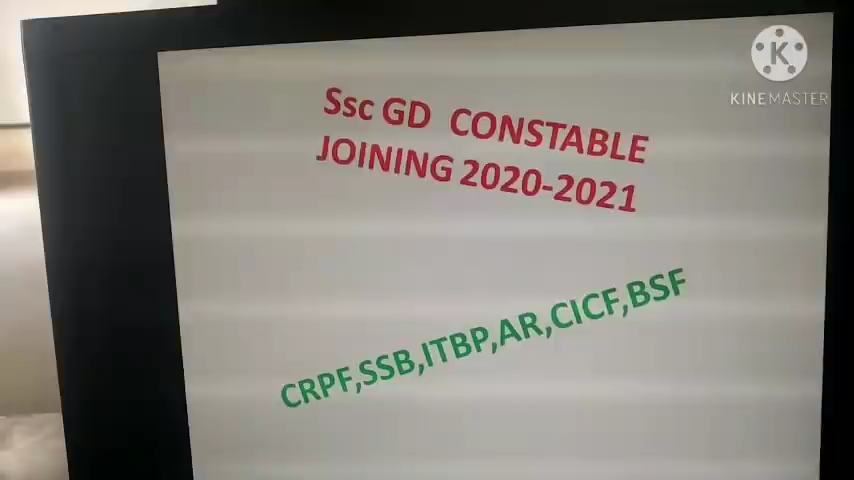 Ssc GD CONSTABLE
JOINING 2020-2021
CRPF,SSB,ITBP,AR,CICF,BSF
K
KINEMASTER